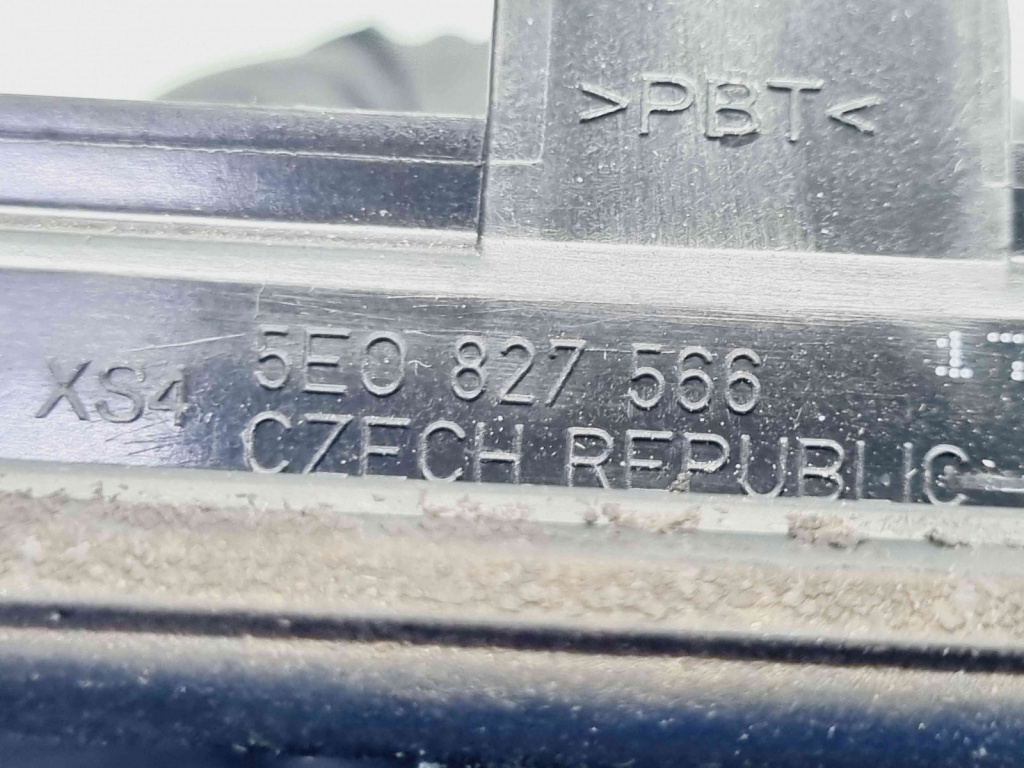 >PBT<
5E0 827 566
XS4
CZECH REPUBLIC